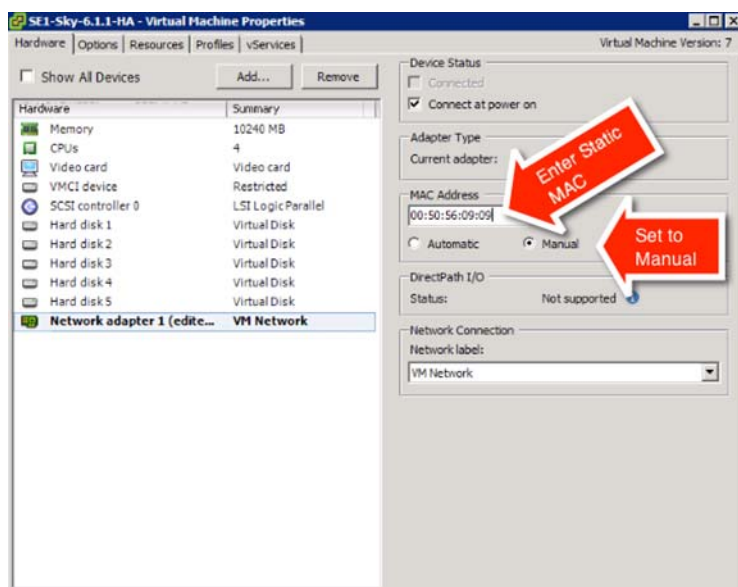 SE1-Sky-6.1.1-HA - Virtual Machine Properties
Hardware Options Resources Profiles vServices Virtual Machine Version: 7
Show All Devices Add... Remove
Hardware Summary
Memory 10240 MB
CPUs 4
Video card Video card
VMCI device Restricted
SCSI controller 0 LSI Logic Parallel
Hard disk 1 Virtual Disk
Hard disk 2 Virtual Disk
Hard disk 3 Virtual Disk
Hard disk 4 Virtual Disk
Hard disk 5 Virtual Disk
Network adapter 1 (edite... VM Network
Device Status
Connected
Connect at power on
Adapter Type
Current adapter:
Enter Static
MAC
MAC Address
00:50:56:09:09
Automatic Manual
Set to
Manual
DirectPath I/O
Status: Not supported
Network Connection
Network label:
VM Network